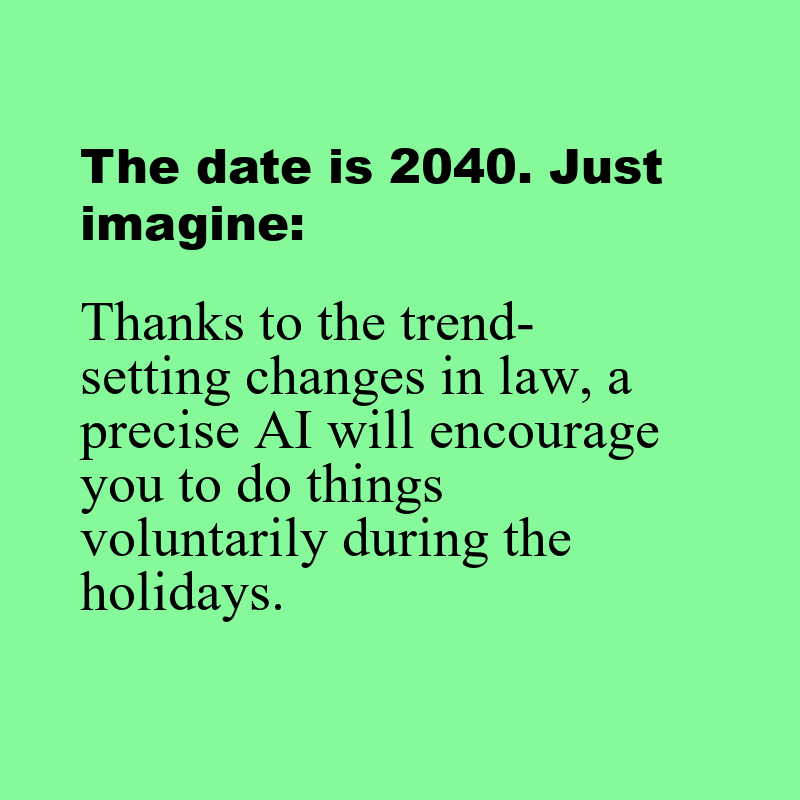 The date is 2040. Just
imagine:
Thanks to the trend-
setting changes in law, a
precise AI will encourage
you to do things
voluntarily during the
holidays.